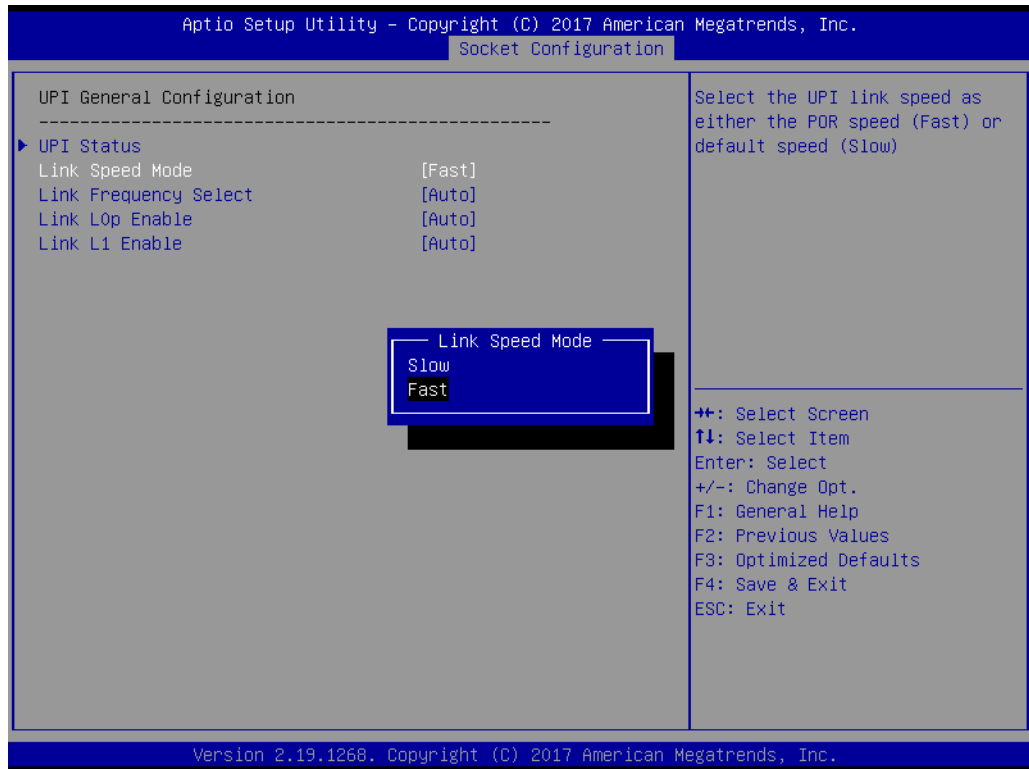 Aptio Setup Utility – Copyright (C) 2017 American Megatrends, Inc.
Socket Configuration
UPI General Configuration
--------------------------------------------------
▶ UPI Status
Link Speed Mode [Fast]
Link Frequency Select [Auto]
Link L0p Enable [Auto]
Link L1 Enable [Auto]
Select the UPI link speed as
either the POR speed (Fast) or
default speed (Slow)
Link Speed Mode
Slow
Fast
→←: Select Screen
↑↓: Select Item
Enter: Select
+/-: Change Opt.
F1: General Help
F2: Previous Values
F3: Optimized Defaults
F4: Save & Exit
ESC: Exit
Version 2.19.1268. Copyright (C) 2017 American Megatrends, Inc.